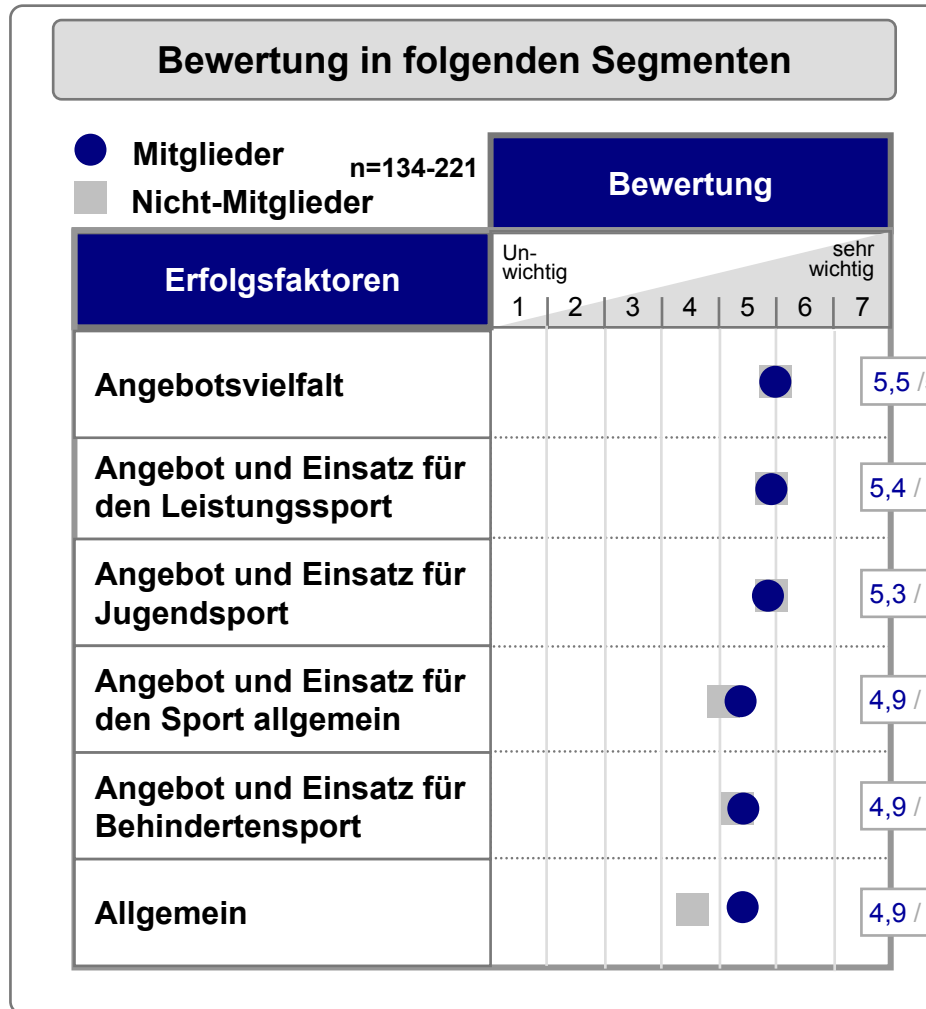 Bewertung in folgenden Segmenten
Mitglieder
n=134-221
Nicht-Mitglieder
Bewertung
Erfolgsfaktoren
Un-
wichtig
sehr
wichtig
1 | 2 | 3 | 4 | 5 | 6 | 7
Angebotsvielfalt
5,5 /
Angebot und Einsatz für
den Leistungssport
5,4 /
Angebot und Einsatz für
Jugendsport
5,3 /
Angebot und Einsatz für
den Sport allgemein
4,9 /
Angebot und Einsatz für
Behindertensport
4,9 /
Allgemein
4,9 /